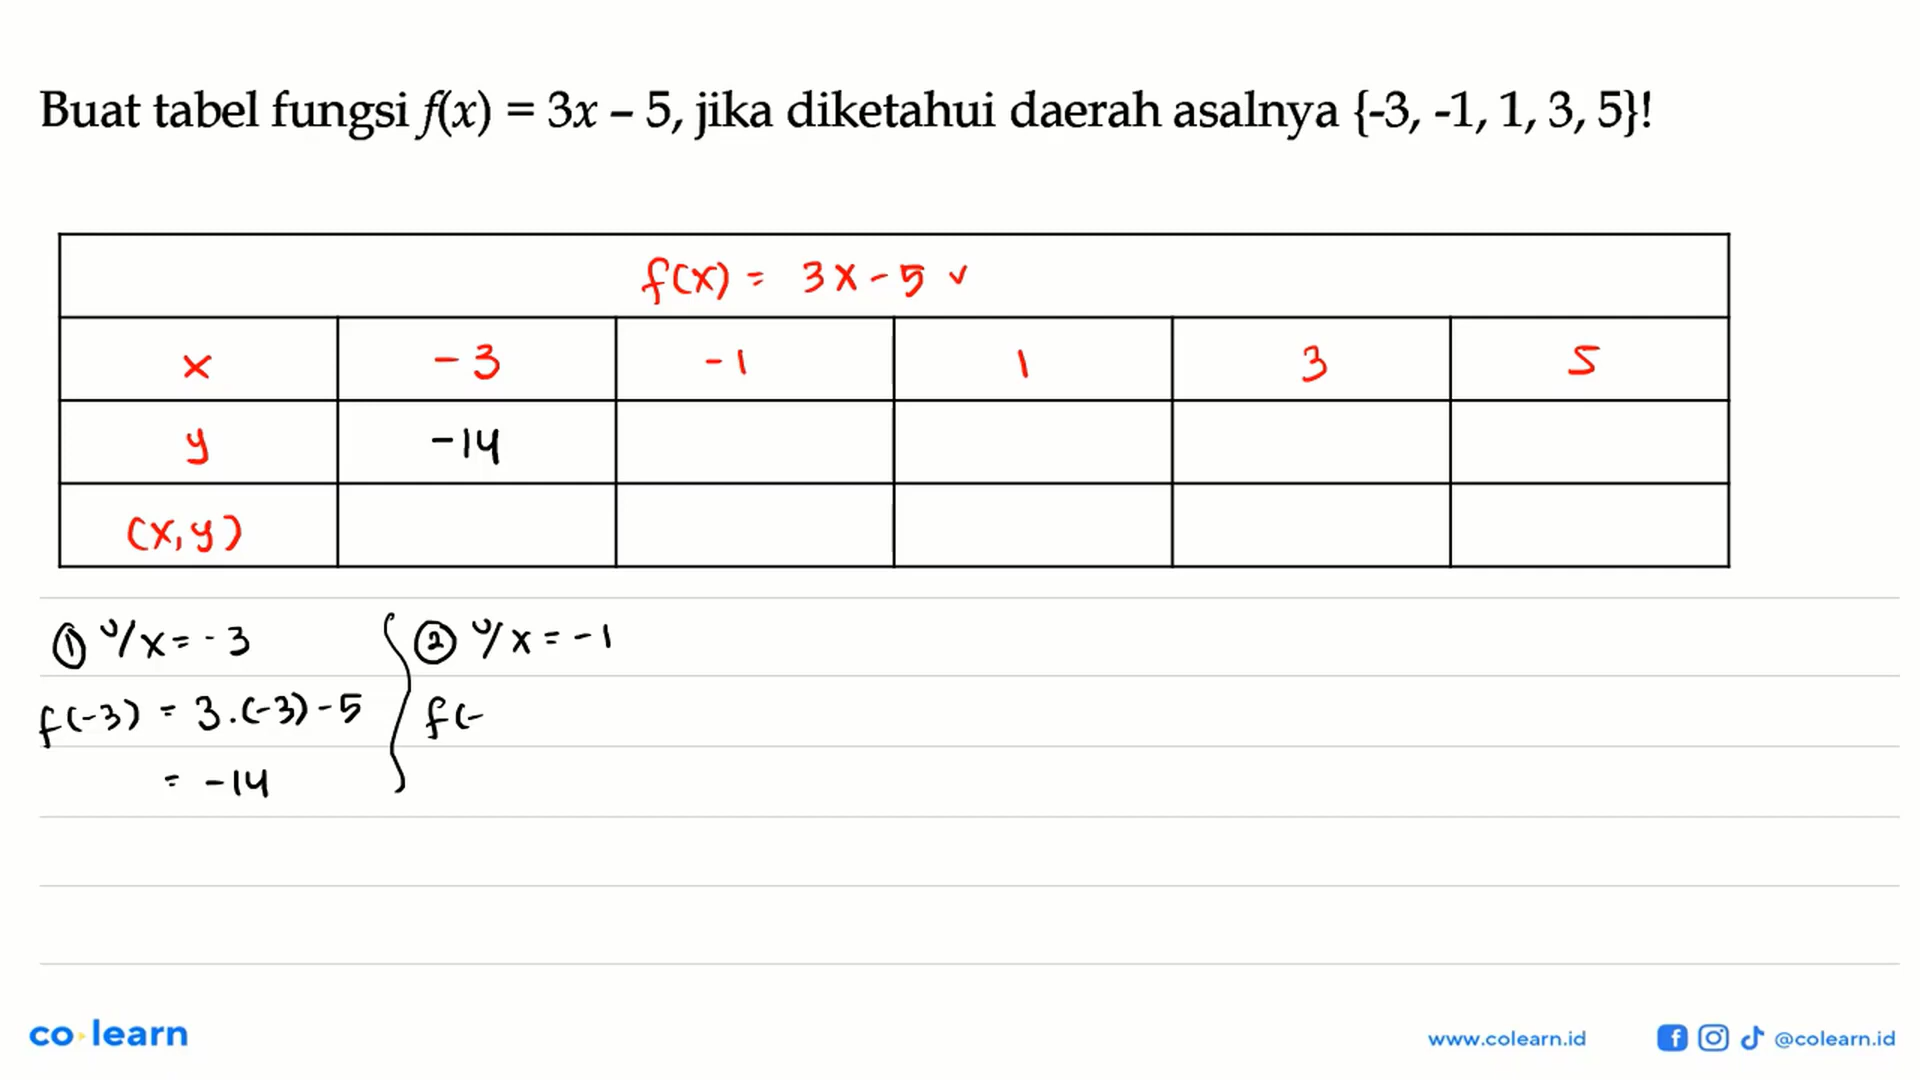 Buat tabel fungsi f(x) = 3x – 5, jika diketahui daerah asalnya {-3, -1, 1, 3, 5}!
f(x) = 3x - 5 ✓
x -3 -1 1 3 5
y -14
(x,y)
① u/x = -3
f(-3) = 3.(-3) - 5
= -14
② u/x = -1
f(-
co learn
www.colearn.id
@colearn.id